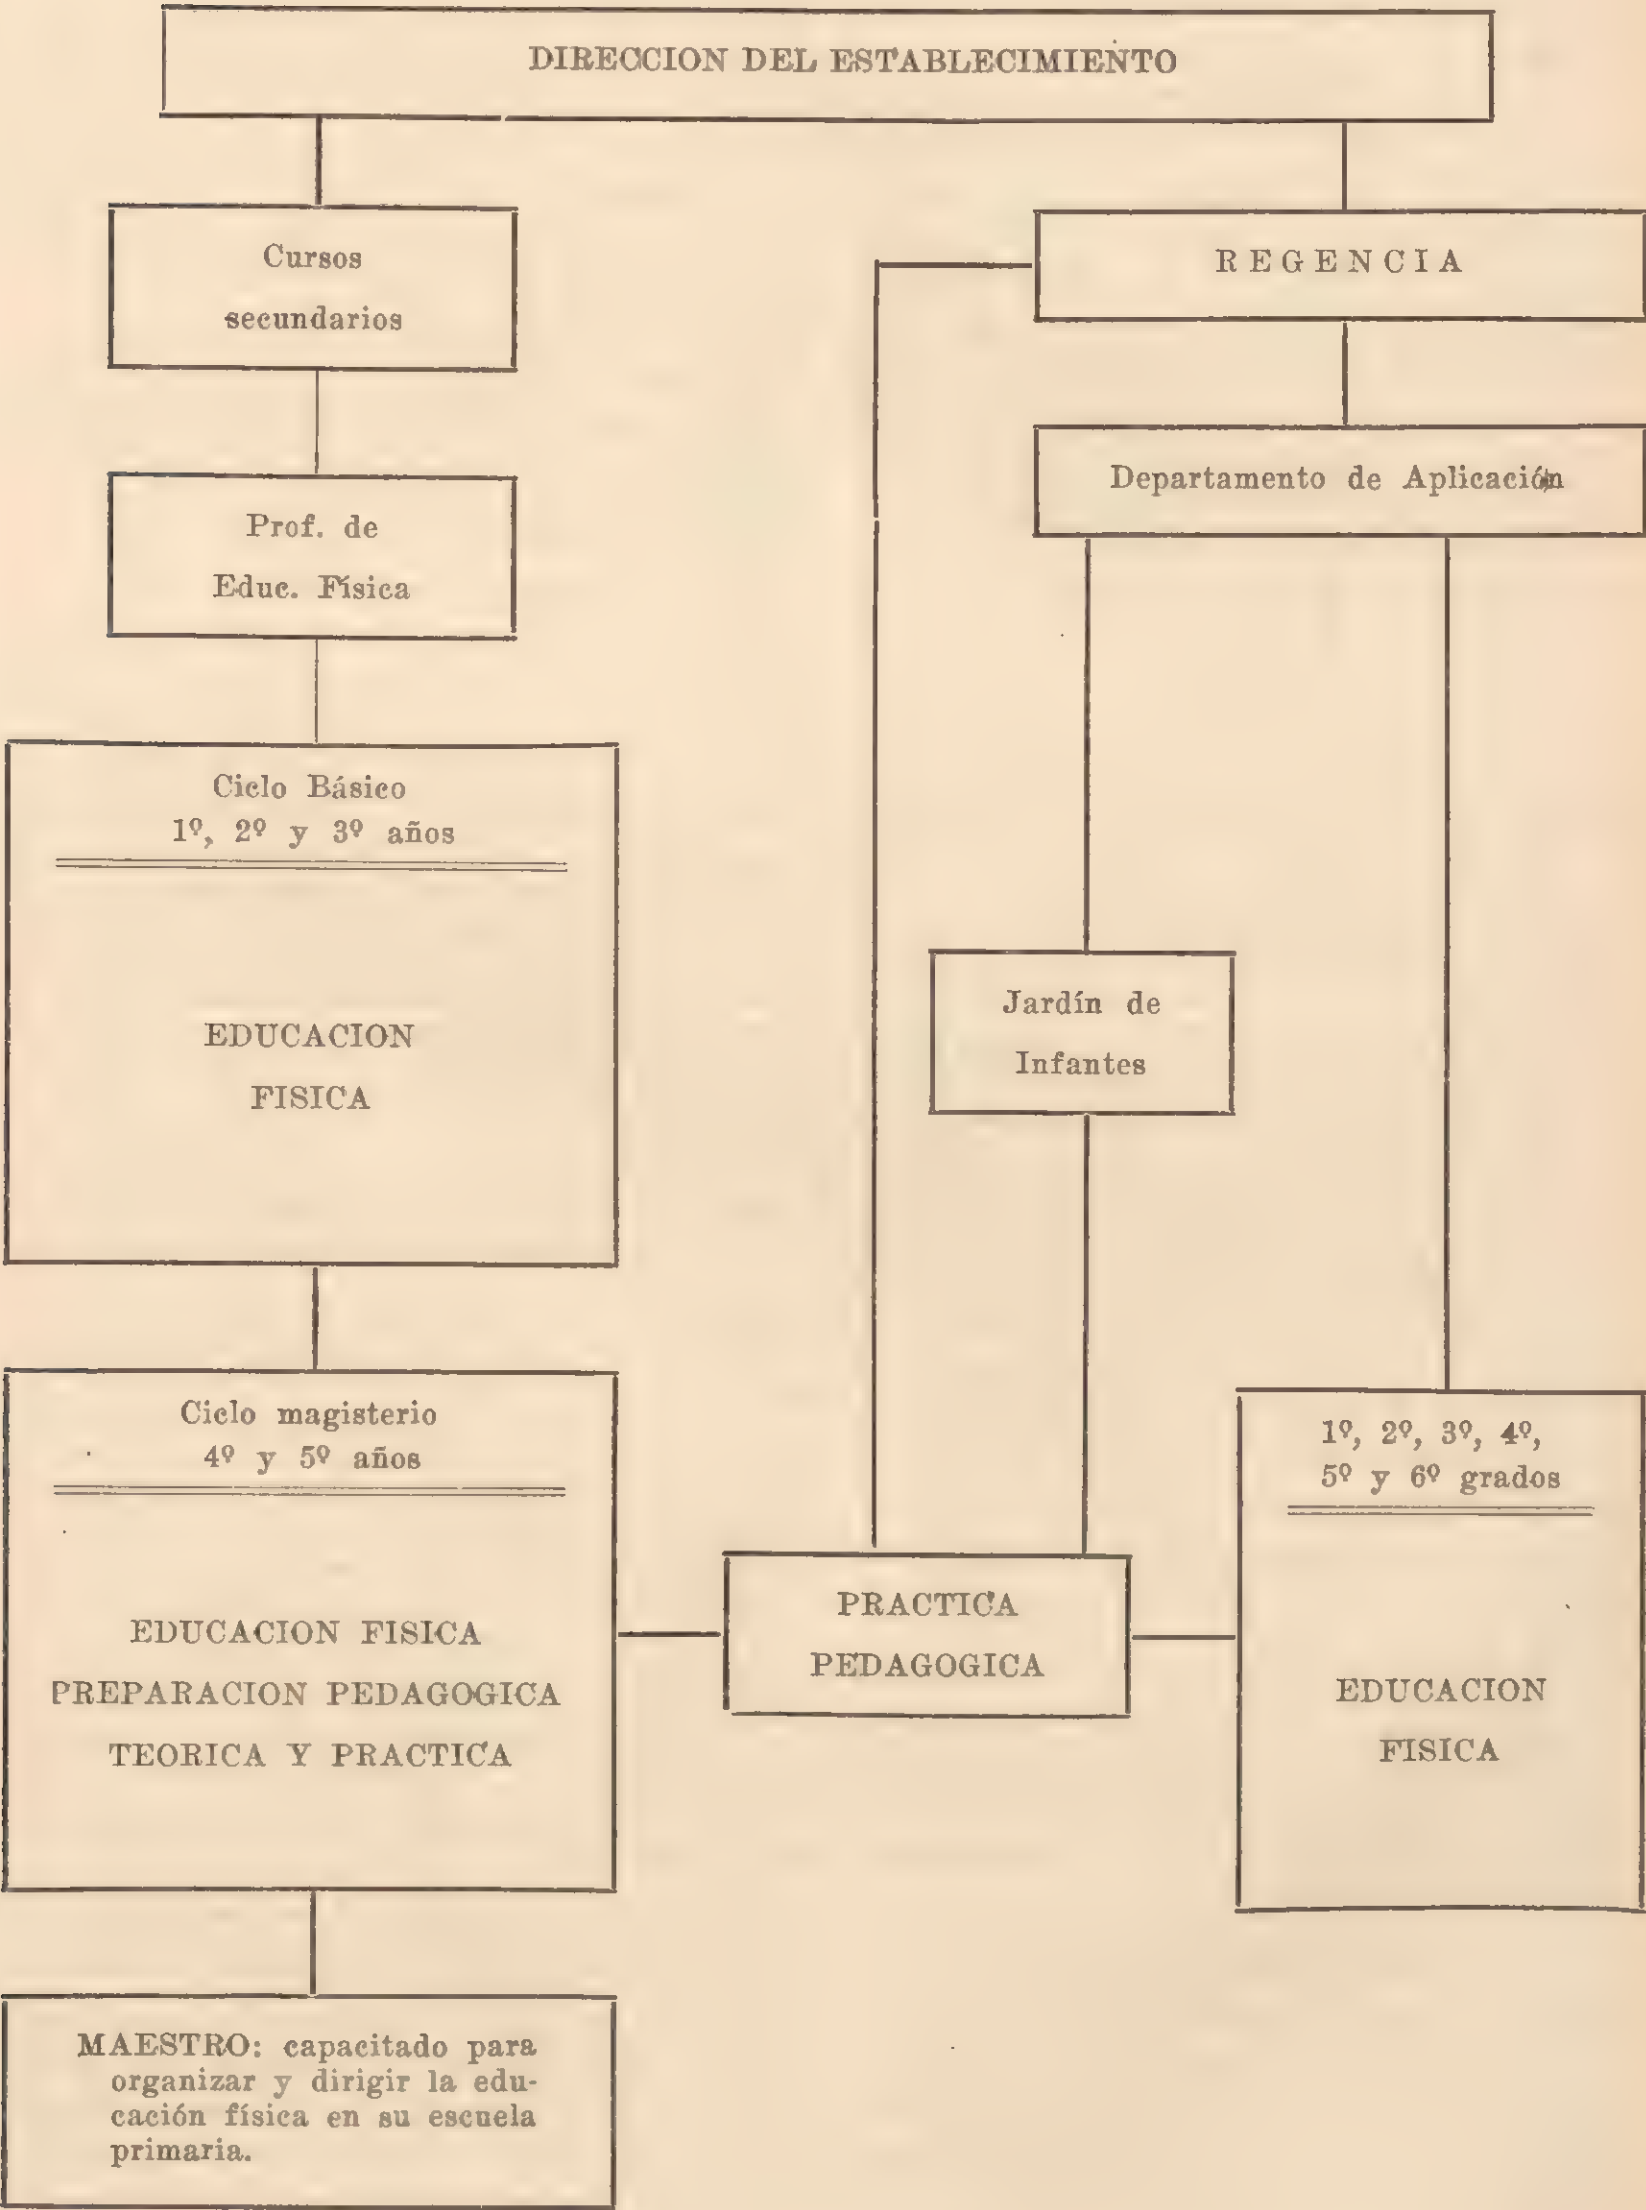 DIRECCION DEL ESTABLECIMIENTO
Cursos
secundarios
Prof. de
Educ. Física
Ciclo Básico
1º, 2º y 3º años
EDUCACION
FISICA
Ciclo magisterio
4º y 5º años
EDUCACION FISICA
PREPARACION PEDAGOGICA
TEORICA Y PRACTICA
MAESTRO: capacitado para
organizar y dirigir la edu-
cación física en su escuela
primaria.
REGENCIA
Departamento de Aplicación
Jardín de
Infantes
PRACTICA
PEDAGOGICA
1º, 2º, 3º, 4º,
5º y 6º grados
EDUCACION
FISICA